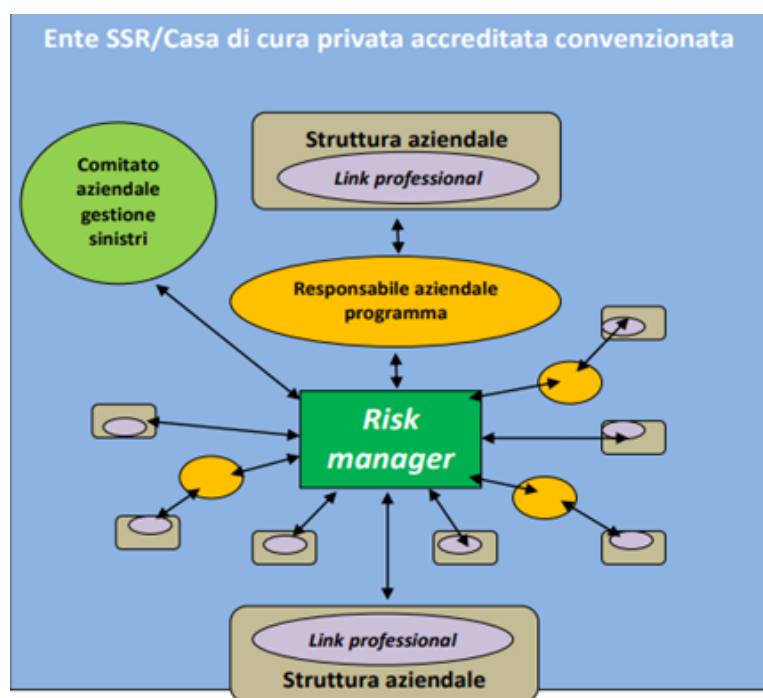 Ente SSR/Casa di cura privata accreditata convenzionata
Comitato
aziendale
gestione
sinistri
Struttura aziendale
Link professional
Responsabile aziendale
programma
Risk
manager
Link professional
Struttura aziendale